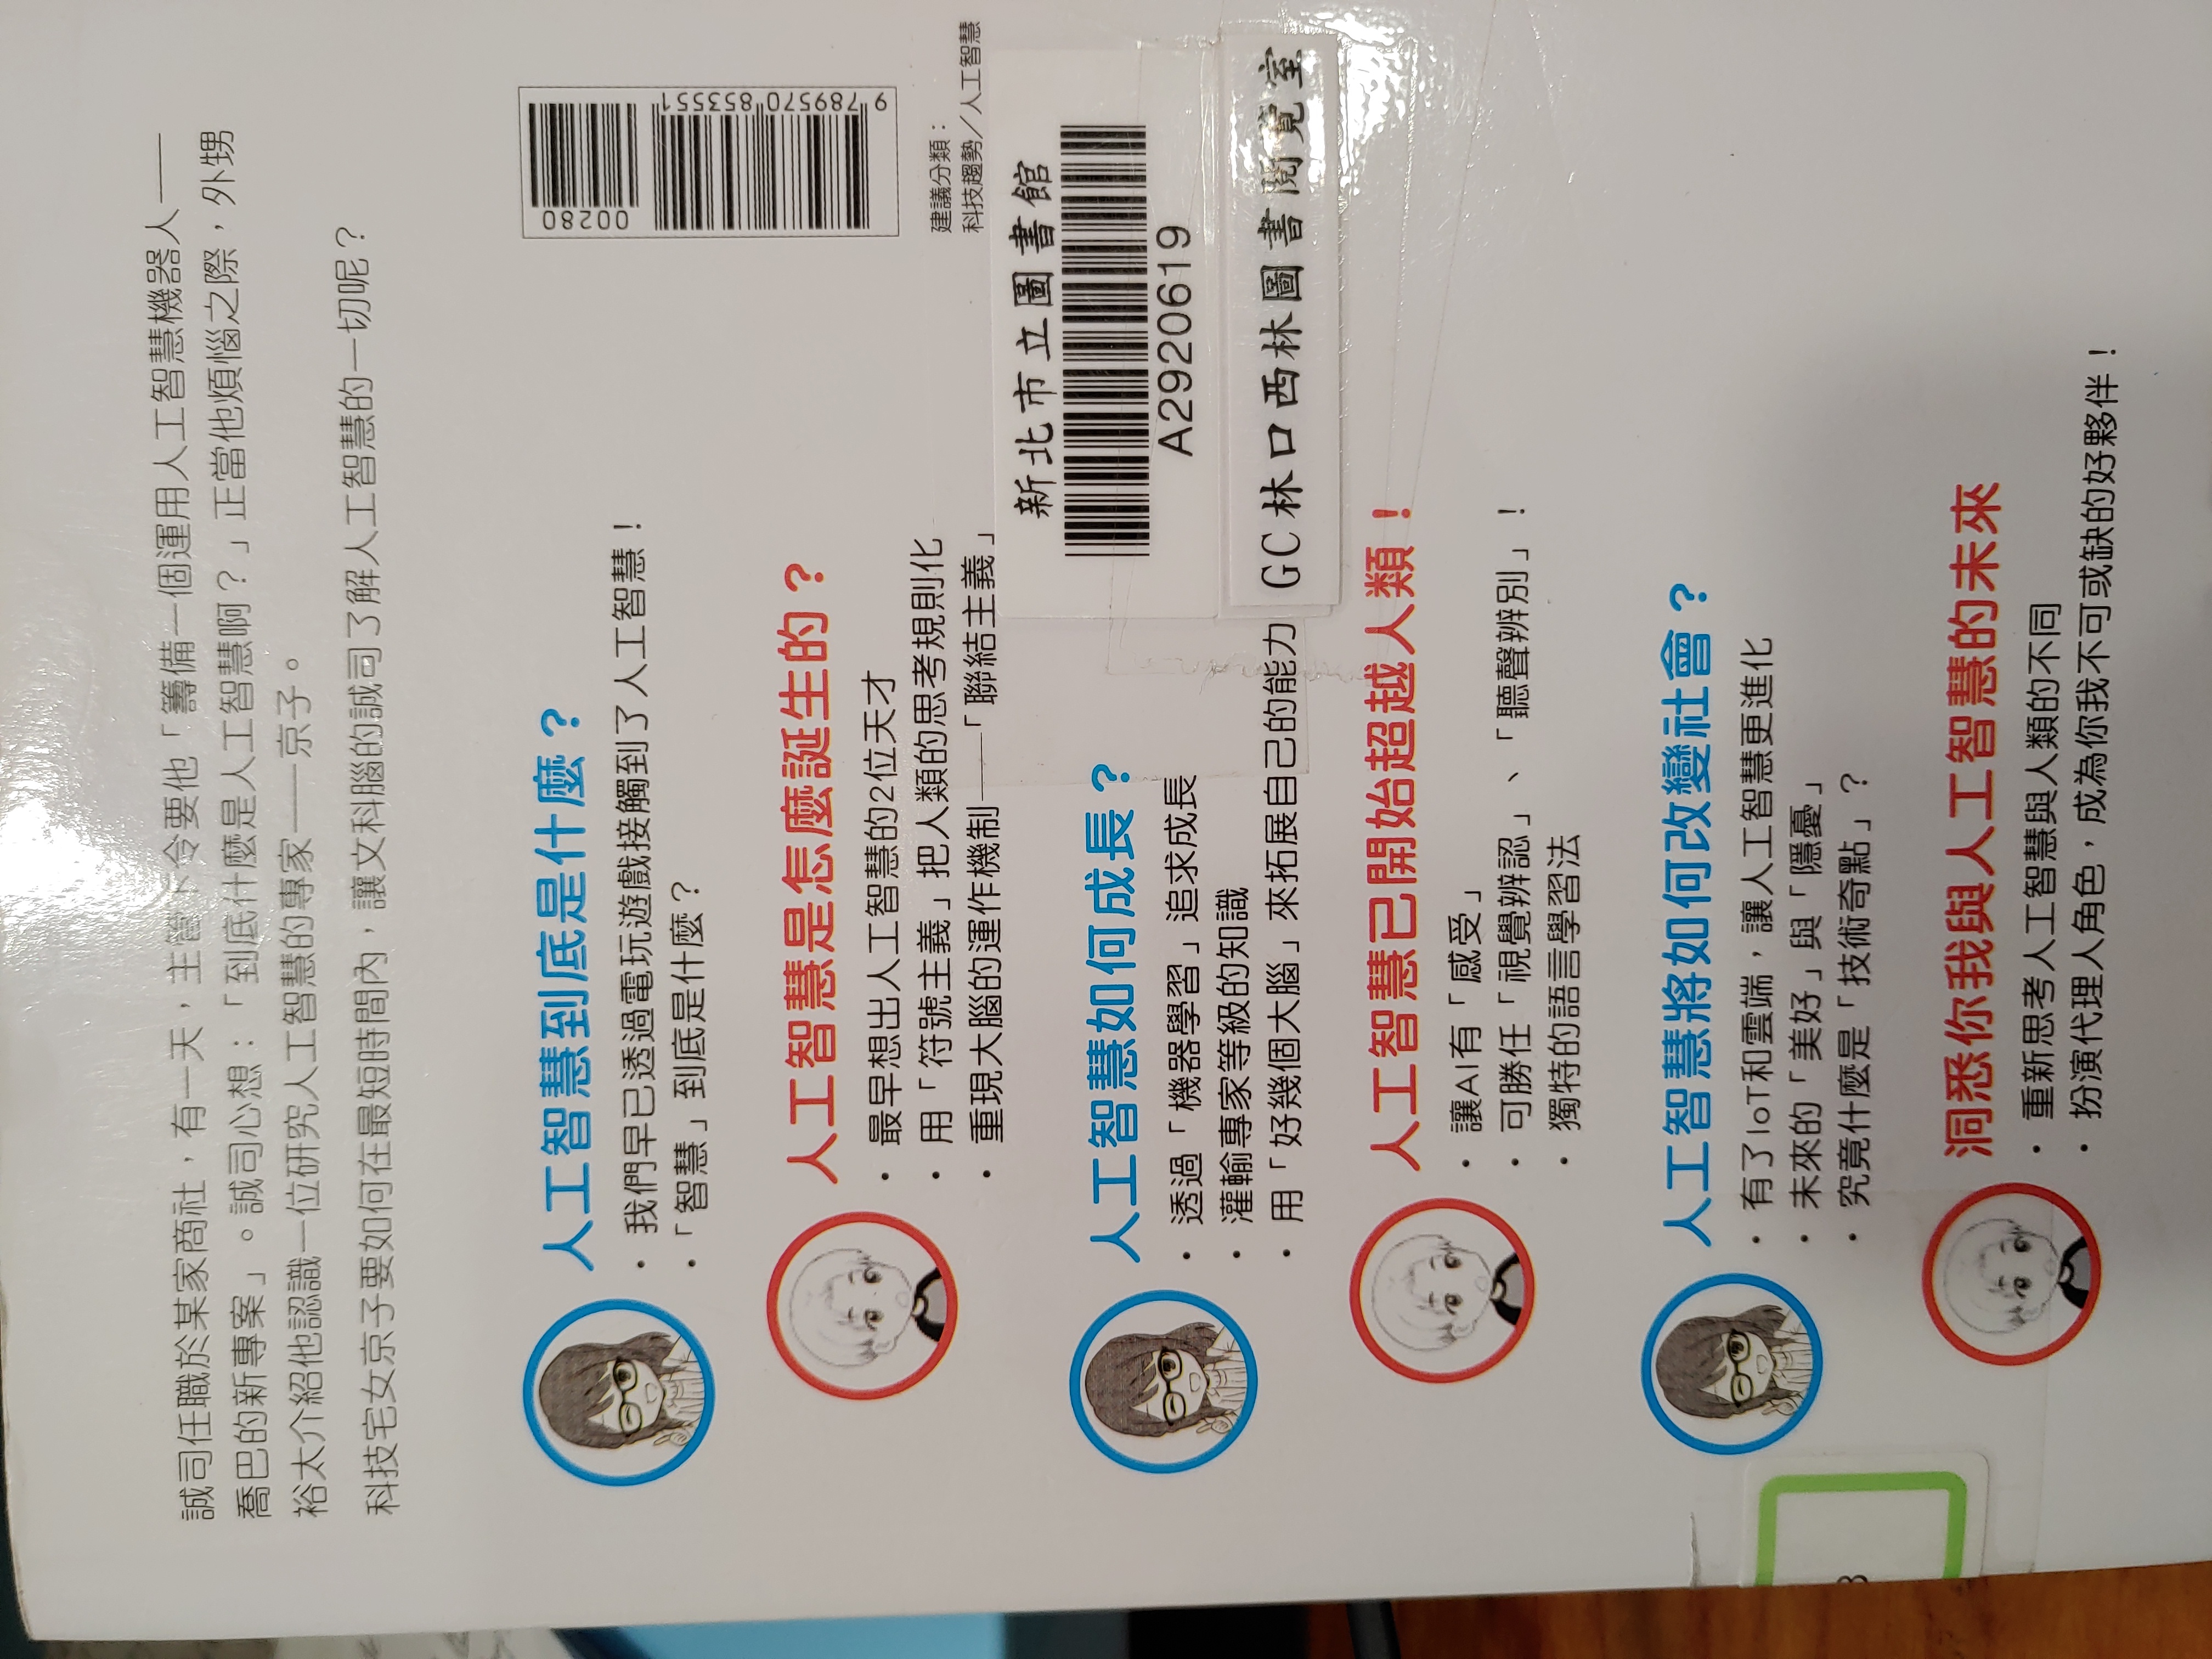 誠司任職於某家商社，有一天，主管下令要他「籌備一個運用人工智慧機器人——
喬巴的新專案」。誠司心想：「到底什麼是人工智慧啊？」正當他煩惱之際，外甥
裕太介紹他認識一位研究人工智慧的專家——京子。
科技宅女京子要如何在最短時間內，讓文科腦的誠司了解人工智慧的一切呢？
人工智慧到底是什麼？
・我們早已透過電玩遊戲接觸到了人工智慧！
・「智慧」到底是什麼？
人工智慧是怎麼誕生的？
・最早想出人工智慧的2位天才
・用「符號主義」把人類的思考規則化
・重現大腦的運作機制——「聯結主義」
人工智慧如何成長？
・透過「機器學習」追求成長
・灌輸專家等級的知識
・用「好幾個大腦」來拓展自己的能力
人工智慧已開始超越人類！
・讓AI有「感受」
・可勝任「視覺辨認」、「聽聲辨別」！
・獨特的語言學習法
人工智慧將如何改變社會？
・有了IoT和雲端，讓人工智慧更進化
・未來的「美好」與「隱憂」
・究竟什麼是「技術奇點」？
洞悉你我與人工智慧的未來
・重新思考人工智慧與人類的不同
・扮演代理人角色，成為你我不可或缺的好夥伴！
00280
9789570853551
建議分類：
科技趨勢／人工智慧
新北市立圖書館
A2920619
GC林口西林圖書閱覽室